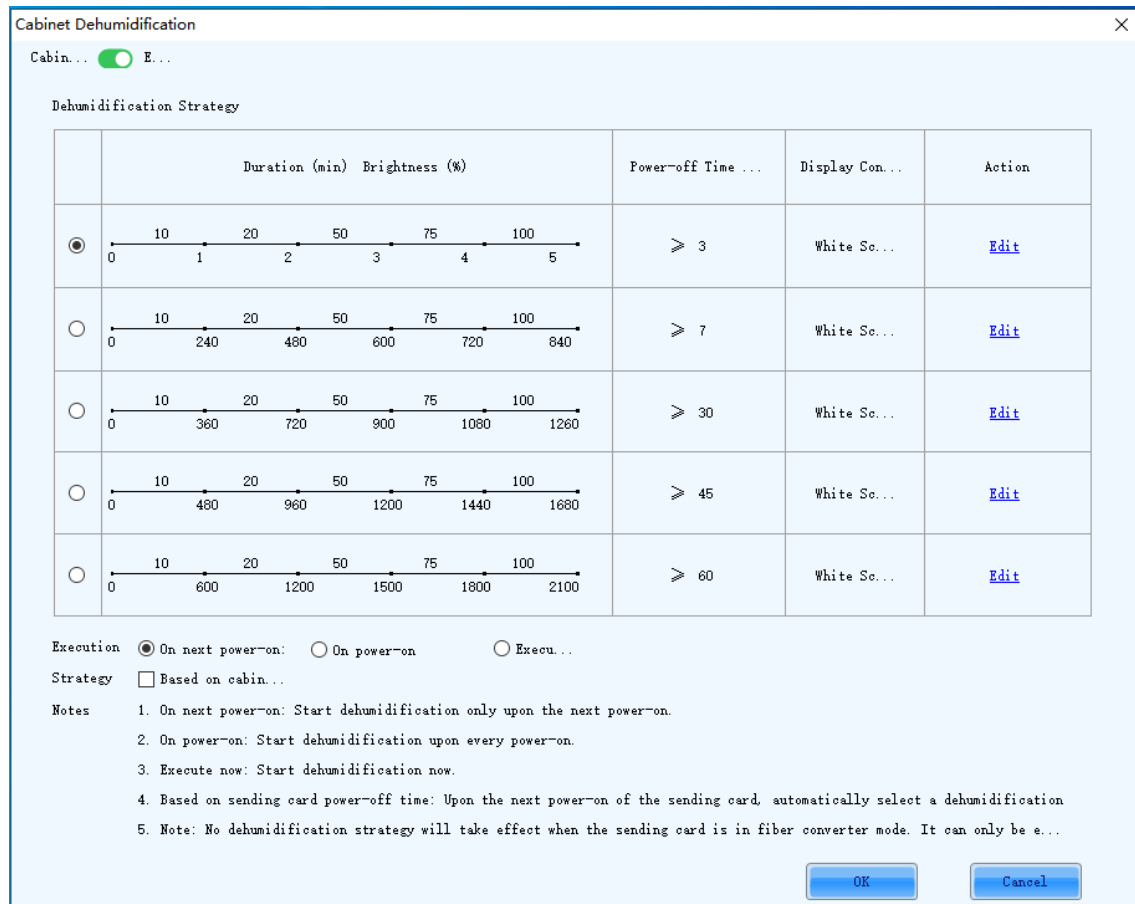 Cabinet Dehumidification
Cabin... E...
Dehumidification Strategy
Duration (min) Brightness (%) Power-off Time ... Display Con... Action
10 20 50 75 100
0 1 2 3 4 5
≥ 3 White Sc... Edit
10 20 50 75 100
0 240 480 600 720 840
≥ 7 White Sc... Edit
10 20 50 75 100
0 360 720 900 1080 1260
≥ 30 White Sc... Edit
10 20 50 75 100
0 480 960 1200 1440 1680
≥ 45 White Sc... Edit
10 20 50 75 100
0 600 1200 1500 1800 2100
≥ 60 White Sc... Edit
Execution On next power-on: On power-on Execu...
Strategy Based on cabin...
Notes 1. On next power-on: Start dehumidification only upon the next power-on.
2. On power-on: Start dehumidification upon every power-on.
3. Execute now: Start dehumidification now.
4. Based on sending card power-off time: Upon the next power-on of the sending card, automatically select a dehumidification
5. Note: No dehumidification strategy will take effect when the sending card is in fiber converter mode. It can only be e...
OK Cancel